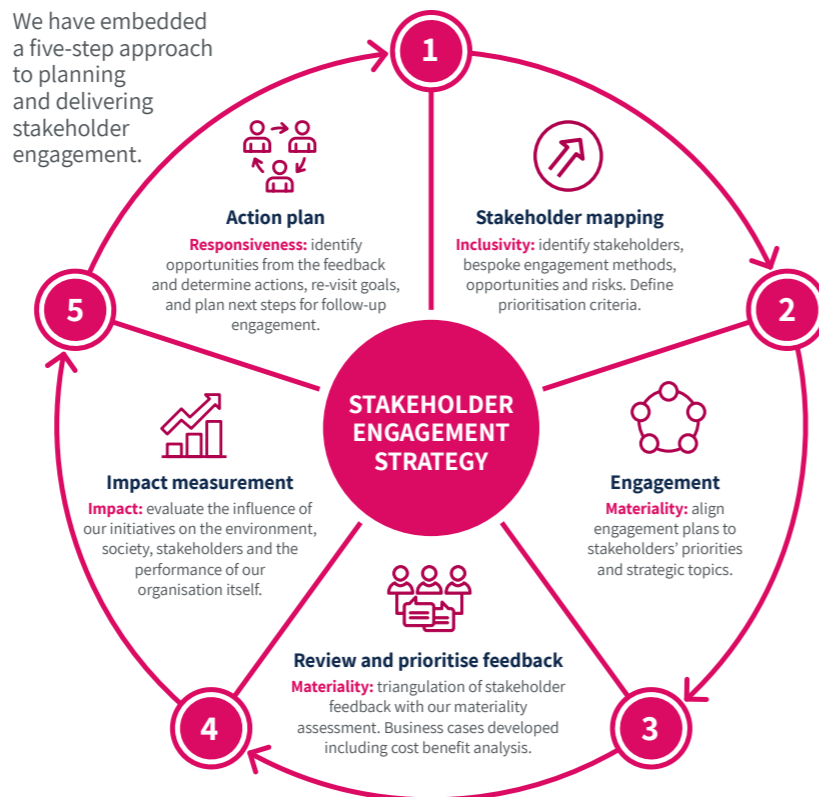 We have embedded
a five-step approach
to planning
and delivering
stakeholder
engagement.
1
Stakeholder mapping
Inclusivity: identify stakeholders,
bespoke engagement methods,
opportunities and risks. Define
prioritisation criteria.
2
Engagement
Materiality: align
engagement plans to
stakeholders’ priorities
and strategic topics.
3
Review and prioritise feedback
Materiality: triangulation of stakeholder
feedback with our materiality
assessment. Business cases developed
including cost benefit analysis.
4
Impact measurement
Impact: evaluate the influence of
our initiatives on the environment,
society, stakeholders and the
performance of our
organisation itself.
5
Action plan
Responsiveness: identify
opportunities from the feedback
and determine actions, re-visit goals,
and plan next steps for follow-up
engagement.
STAKEHOLDER
ENGAGEMENT
STRATEGY